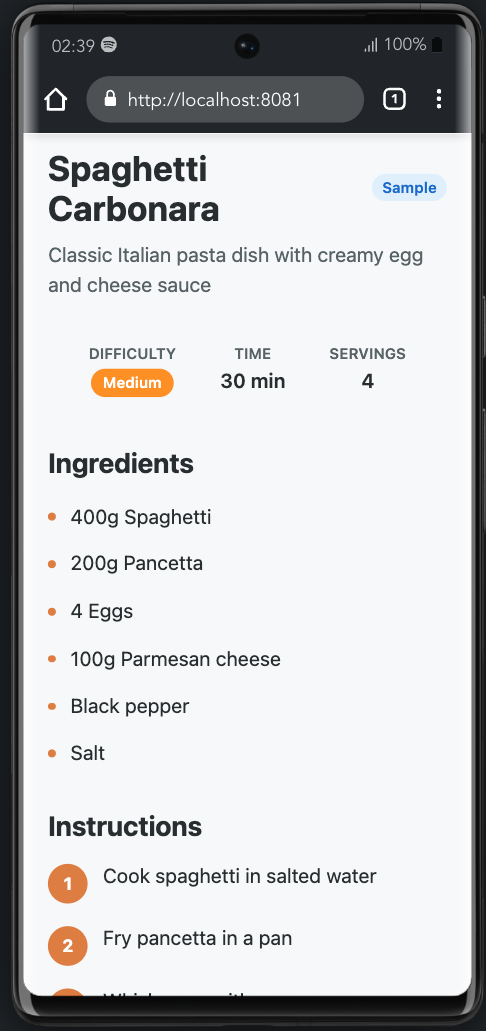 02:39
100%
http://localhost:8081
1
Spaghetti
Carbonara
Sample
Classic Italian pasta dish with creamy egg
and cheese sauce
DIFFICULTY TIME SERVINGS
Medium 30 min 4
Ingredients
400g Spaghetti
200g Pancetta
4 Eggs
100g Parmesan cheese
Black pepper
Salt
Instructions
1 Cook spaghetti in salted water
2 Fry pancetta in a pan